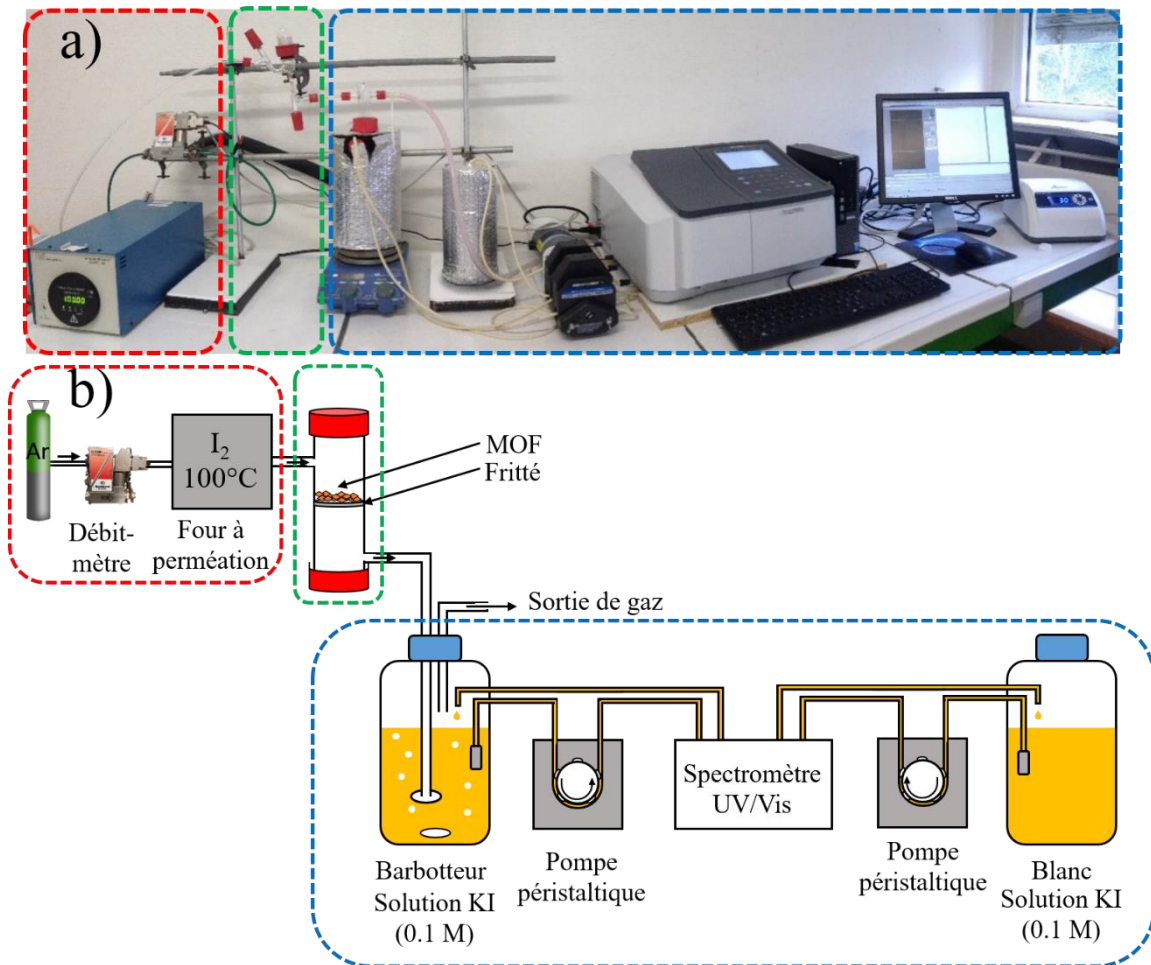 a)
b)
Ar
I2
100°C
Débit-
mètre
Four à
perméation
MOF
Fritté
Sortie de gaz
Spectromètre
UV/Vis
Barbotteur
Solution KI
(0.1 M)
Pompe
péristaltique
Pompe
péristaltique
Blanc
Solution KI
(0.1 M)